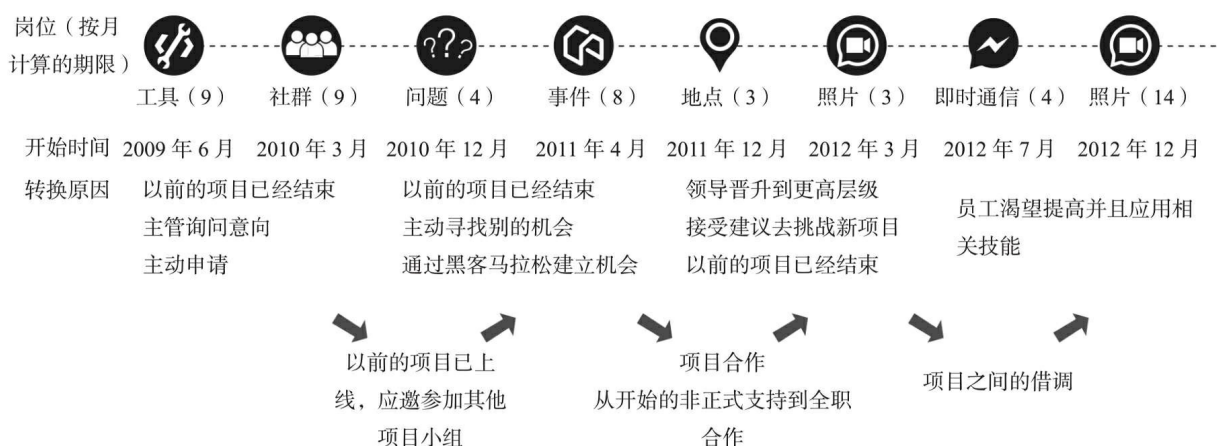 岗位（按月
计算的期限）
???
工具（9） 社群（9） 问题（4） 事件（8） 地点（3） 照片（3） 即时通信（4） 照片（14）
开始时间 2009 年 6 月 2010 年 3 月 2010 年 12 月 2011 年 4 月 2011 年 12 月 2012 年 3 月 2012 年 7 月 2012 年 12 月
转换原因
以前的项目已经结束
主管询问意向
主动申请
以前的项目已经结束
主动寻找别的机会
通过黑客马拉松建立机会
领导晋升到更高层级
接受建议去挑战新项目
以前的项目已经结束
员工渴望提高并且应用相
关技能
以前的项目已上
线，应邀参加其他
项目小组
项目合作
从开始的非正式支持到全职
合作
项目之间的借调